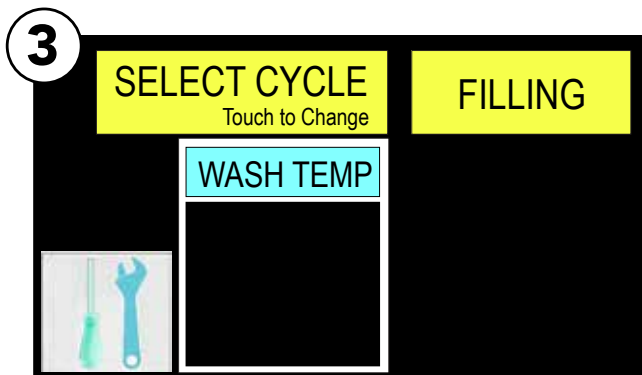 3
SELECT CYCLE
Touch to Change
FILLING
WASH TEMP